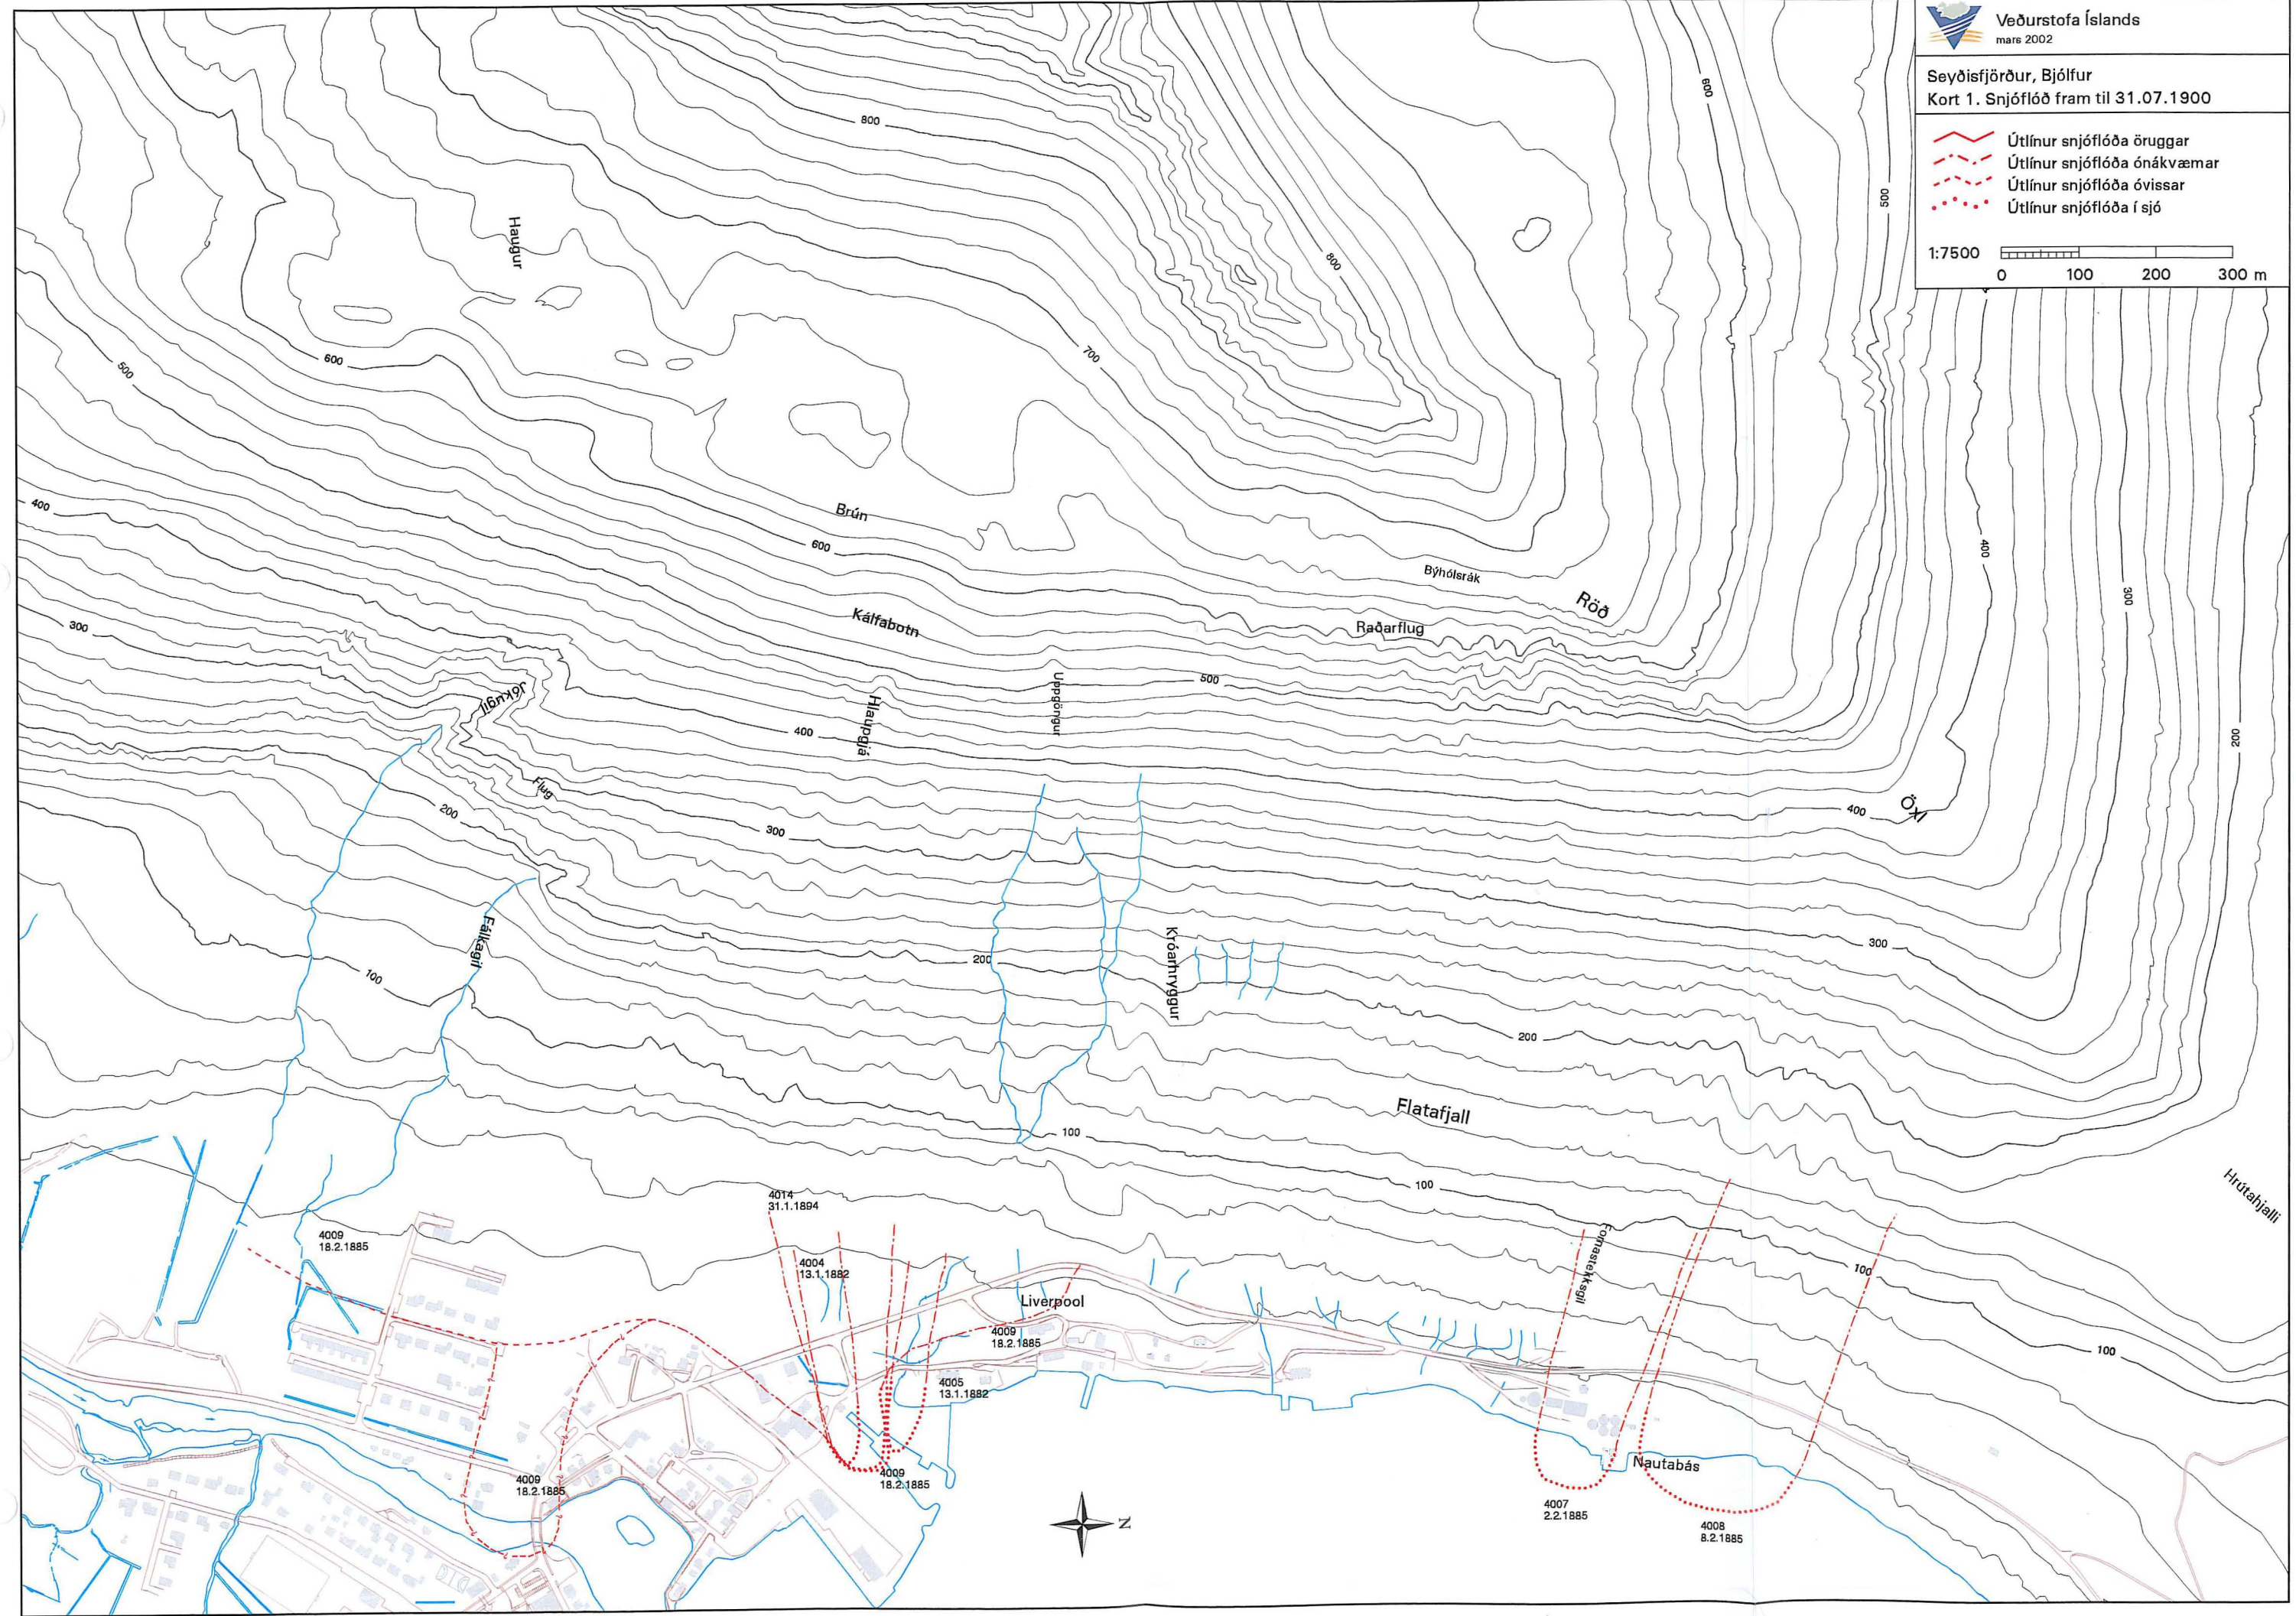 Veðurstofa Íslands
mars 2002
Seyðisfjörður, Bjólfur
Kort 1. Snjóflóð fram til 31.07.1900
Útlínur snjóflóða öruggar
Útlínur snjóflóða ónákvæmar
Útlínur snjóflóða óvissar
Útlínur snjóflóða í sjó
1:7500
0 100 200 300 m
600
800
500
Haugur
800
700
600
500
400
Brún
600
400
Býhólsrák
Röð
300
Kálfabotn
Raðarflug
300
Jókugil
Uppgöngur
500
Hlaupgjá
400
200
Flug
300
200
400
Öxl
Fálkagil
100
200
Króarhryggur
300
200
Flatafjall
100
100
Hrútahjalli
4014
31.1.1894
4009
18.2.1885
4004
13.1.1882
Fornastekksgil
100
Liverpool
4009
18.2.1885
100
4005
13.1.1882
4009
18.2.1885
4009
18.2.1885
Nautabás
4007
2.2.1885
4008
8.2.1885
N